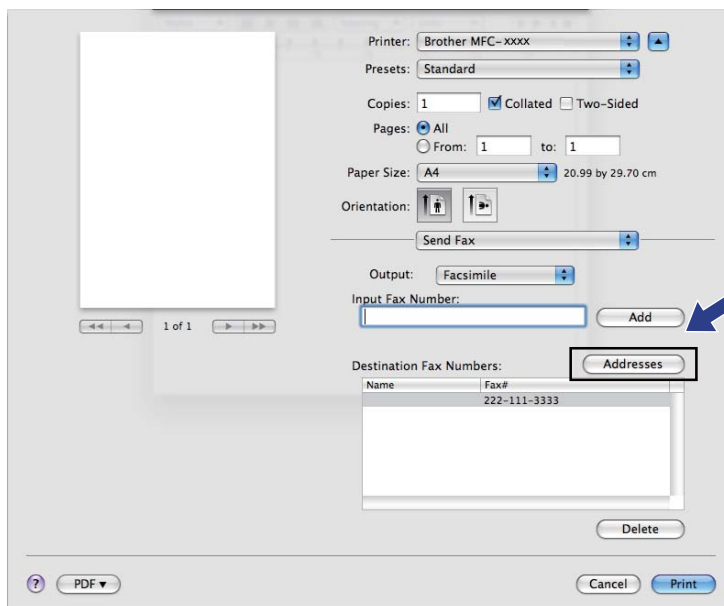 Printer: Brother MFC-xxxx
Presets: Standard
Copies: 1 Collated Two-Sided
Pages: All
From: 1 to: 1
Paper Size: A4 20.99 by 29.70 cm
Orientation:
Send Fax
Output: Facsimile
Input Fax Number:
Add
1 of 1
Destination Fax Numbers: Addresses
Name Fax#
222-111-3333
Delete
? PDF▼ Cancel Print